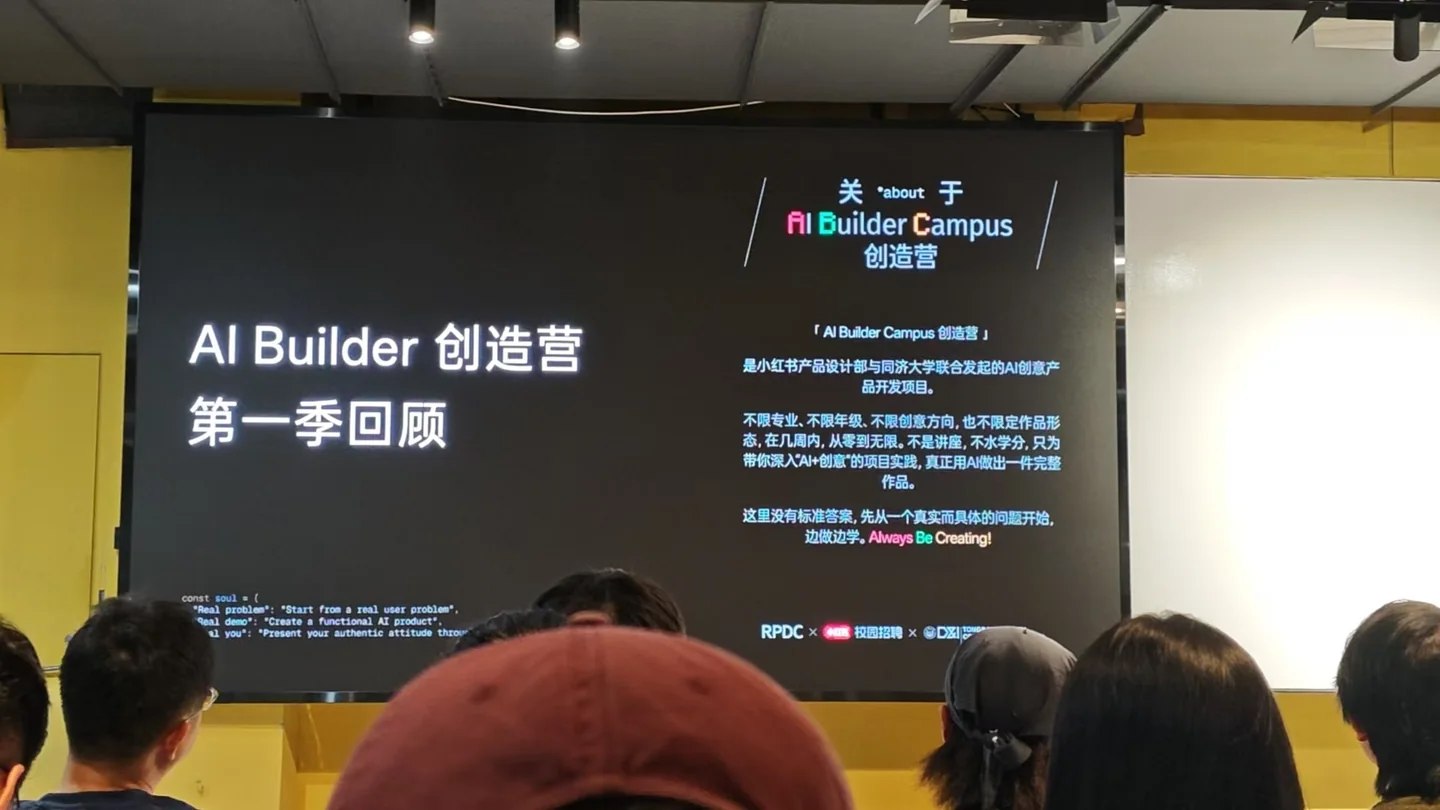 AI Builder 创造营
第一季回顾
const soul = {
"Real problem": "Start from a real user problem",
"Real demo": "Create a functional AI product",
you": "Present your authentic attitude
关 *about 于
AI Builder Campus
创造营
「 AI Builder Campus 创造营 」
是小红书产品设计部与同济大学联合发起的AI创意产
品开发项目。
不限专业、不限年级、不限创意方向, 也不限定作品形
态, 在几周内, 从零到无限。不是讲座, 不水学分, 只为
带你深入"AI+创意"的项目实践, 真正用AI做出一件完整
作品。
这里没有标准答案, 先从一个真实而具体的问题开始,
边做边学。Always Be Creating!
RPDC × 校园招聘 ×